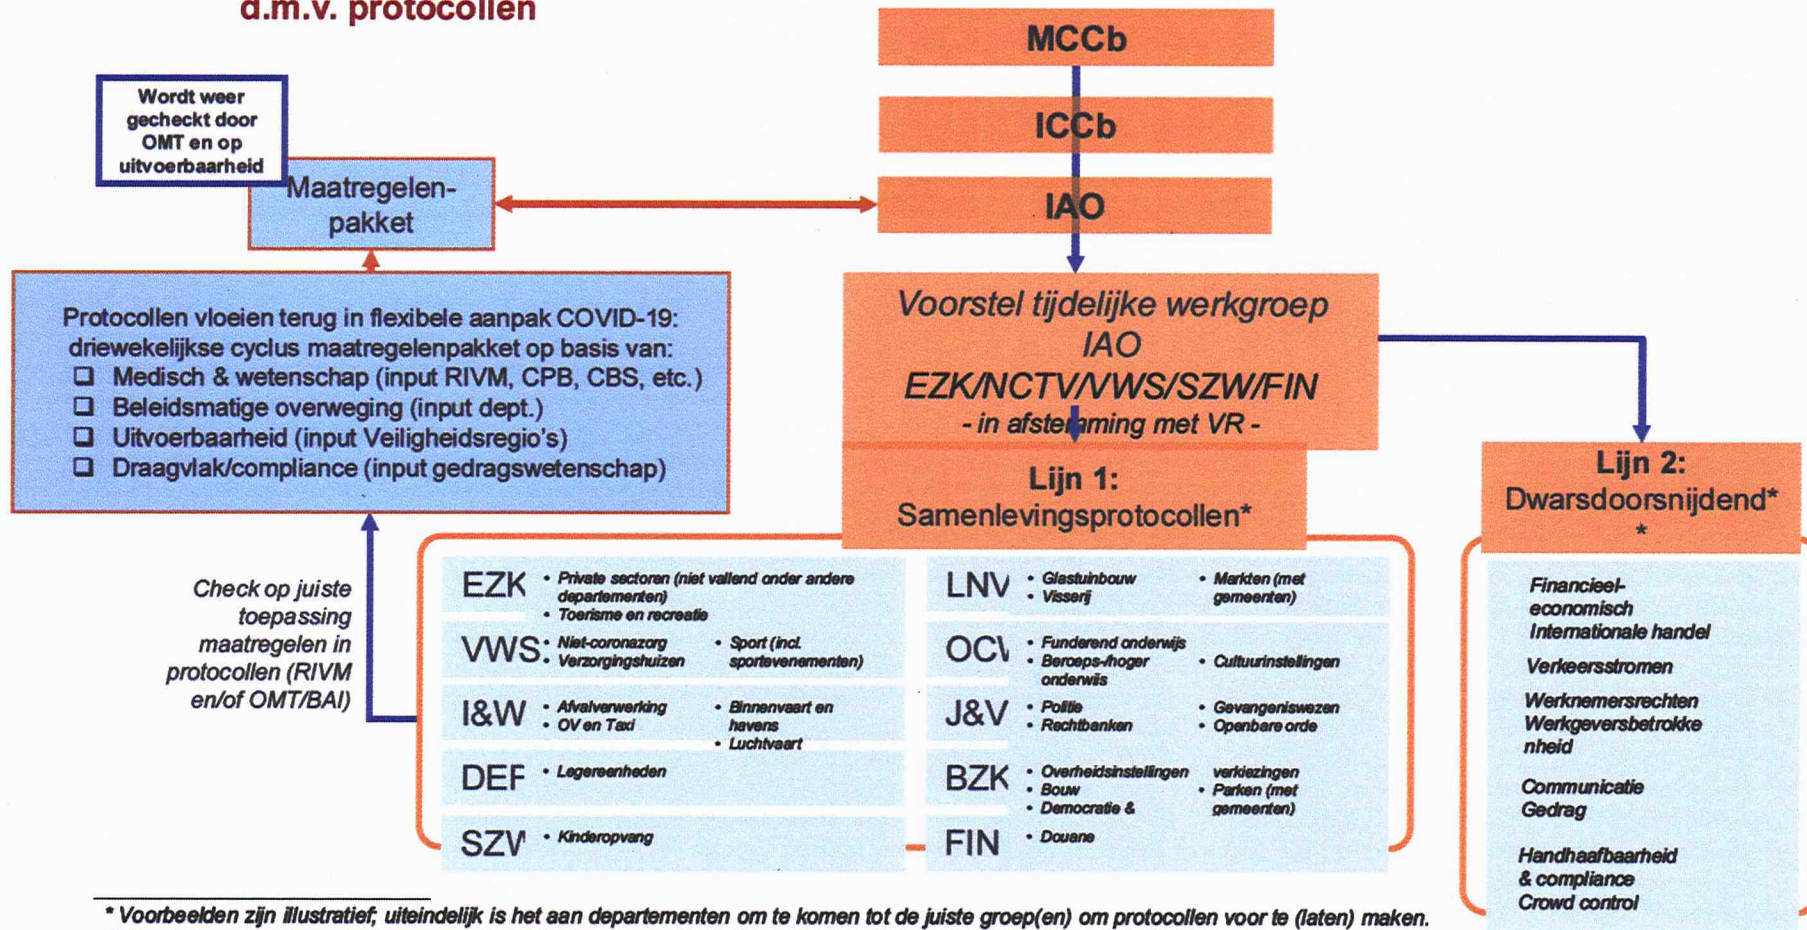 d.m.v. protocollen
MCCb
ICCb
IAO
Wordt weer
gecheckt door
OMT en op
uitvoerbaarheid
Maatregelen-
pakket
Protocollen vloeien terug in flexibele aanpak COVID-19:
driewekelijkse cyclus maatregelenpakket op basis van:
❑ Medisch & wetenschap (input RIVM, CPB, CBS, etc.)
❑ Beleidsmatige overweging (input dept.)
❑ Uitvoerbaarheid (input Veiligheidsregio's)
❑ Draagvlak/compliance (input gedragswetenschap)
Voorstel tijdelijke werkgroep
IAO
EZK/NCTV/VWS/SZW/FIN
- in afstemming met VR -
Lijn 1:
Samenlevingsprotocollen*
Lijn 2:
Dwarsdoorsnijdend*
*
Check op juiste
toepassing
maatregelen in
protocollen (RIVM
en/of OMT/BAI)
EZK
• Private sectoren (niet vallend onder andere
departementen)
• Toerisme en recreatie
VWS
• Niet-coronazorg
• Verzorgingshuizen
• Sport (incl.
sportevenementen)
I&W
• Afvalverwerking
• OV en Taxi
• Binnenvaart en
havens
• Luchtvaart
DEF
• Legereenheden
SZW
• Kinderopvang
LNV
• Glastuinbouw
• Visserij
• Markten (met
gemeenten)
OCW
• Funderend onderwijs
• Beroeps-/hoger
onderwijs
• Cultuurinstellingen
J&V
• Politie
• Rechtbanken
• Gevangeniswezen
• Openbare orde
BZK
• Overheidsinstellingen
• Bouw
• Democratie &
verkiezingen
• Parken (met
gemeenten)
FIN
• Douane
Financieel-
economisch
Internationale handel
Verkeersstromen
Werknemersrechten
Werkgeversbetrokke
nheid
Communicatie
Gedrag
Handhaafbaarheid
& compliance
Crowd control
* Voorbeelden zijn illustratief; uiteindelijk is het aan departementen om te komen tot de juiste groep(en) om protocollen voor te (laten) maken.